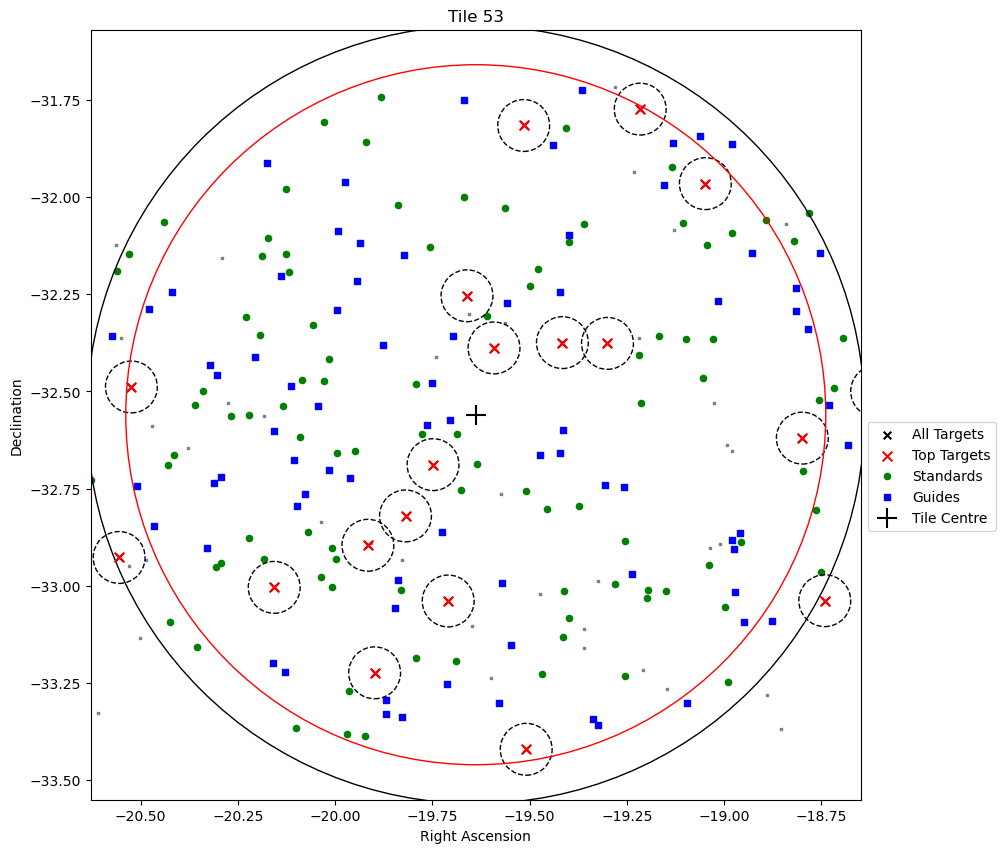 Tile 53
Declination
−31.75
−32.00
−32.25
−32.50
−32.75
−33.00
−33.25
−33.50
−20.50
−20.25
−20.00
−19.75
−19.50
−19.25
−19.00
−18.75
Right Ascension
All Targets
Top Targets
Standards
Guides
Tile Centre